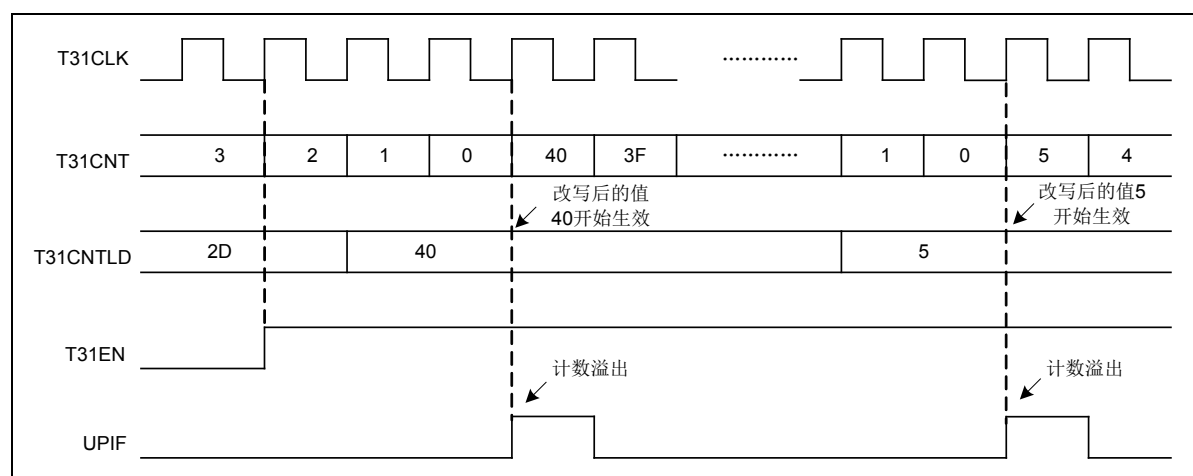 T31CLK
…………
T31CNT
3 2 1 0 40 3F ………… 1 0 5 4
改写后的值
40开始生效
改写后的值5
开始生效
T31CNTLD
2D 40 5
T31EN
计数溢出
计数溢出
UPIF